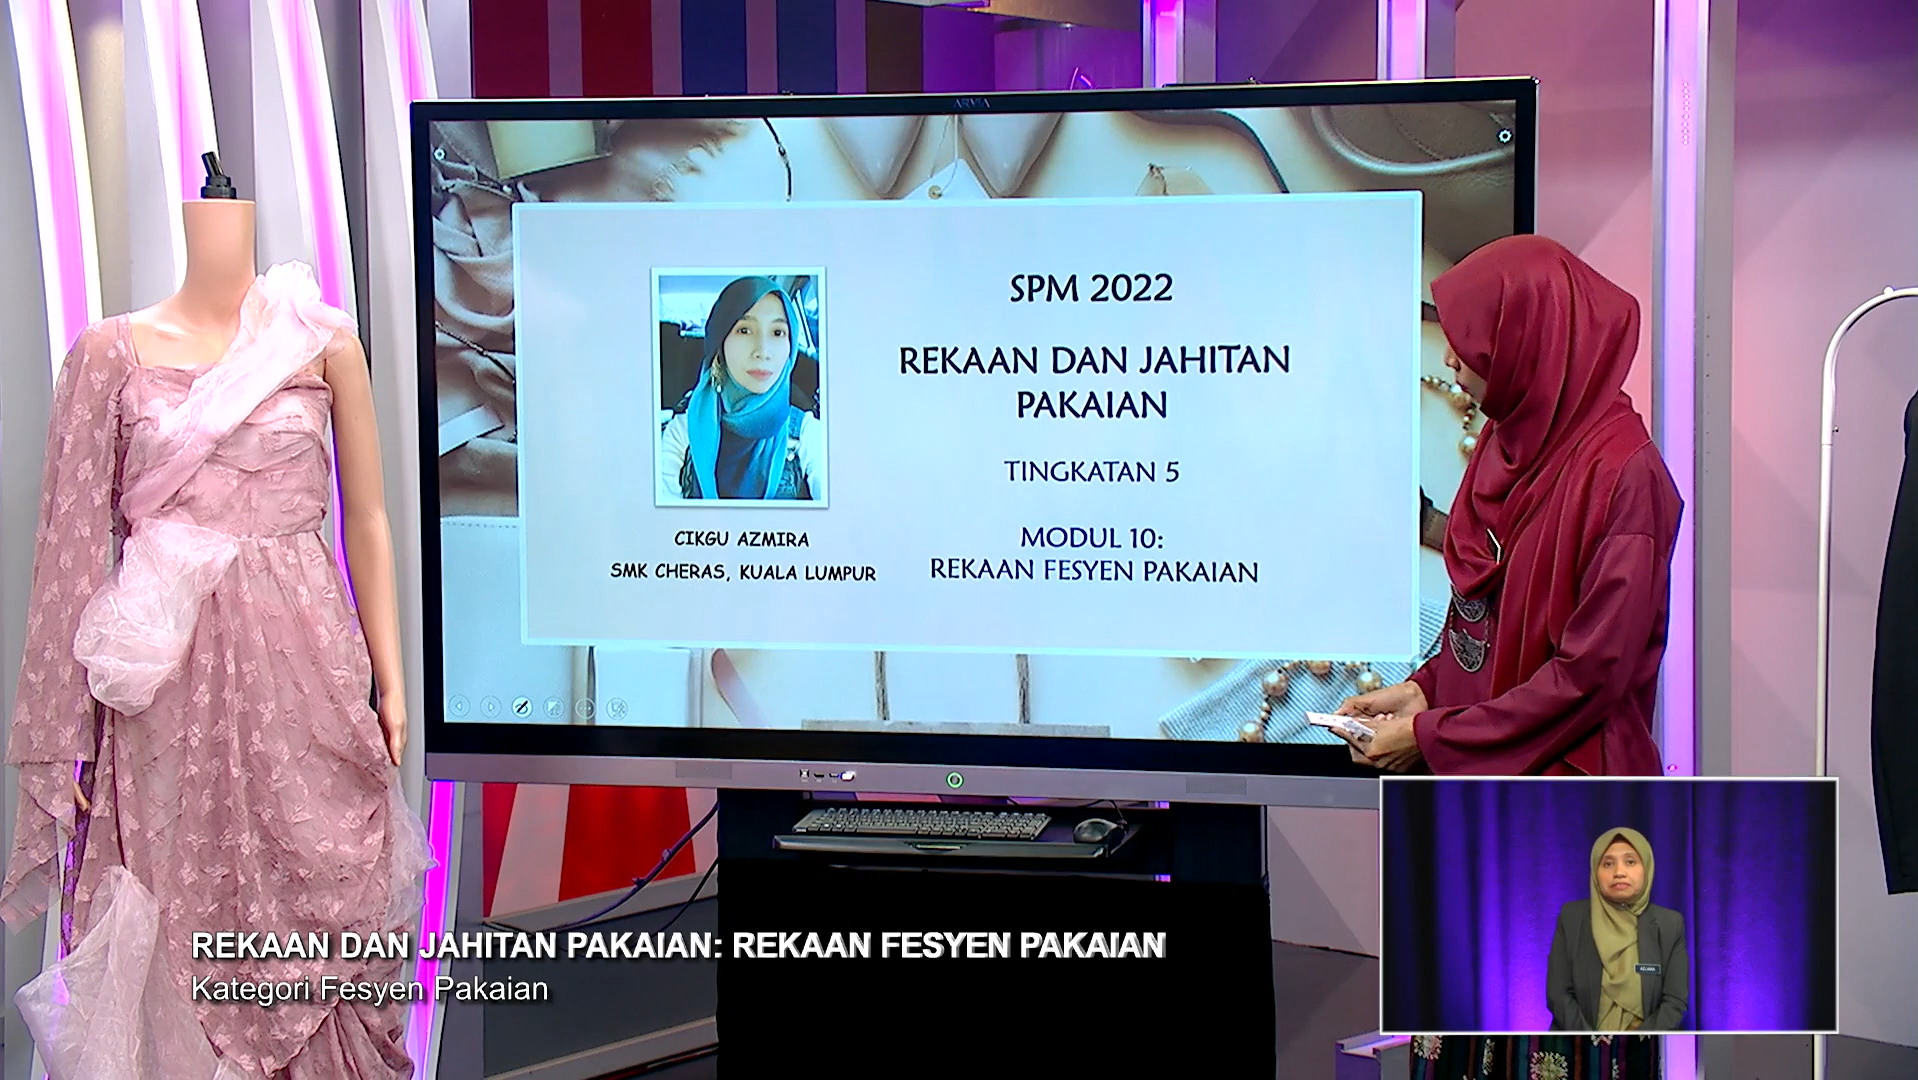 ARVIA
SPM 2022
REKAAN DAN JAHITAN
PAKAIAN
TINGKATAN 5
MODUL 10:
REKAAN FESYEN PAKAIAN
CIKGU AZMIRA
SMK CHERAS, KUALA LUMPUR
REKAAN DAN JAHITAN PAKAIAN: REKAAN FESYEN PAKAIAN
Kategori Fesyen Pakaian